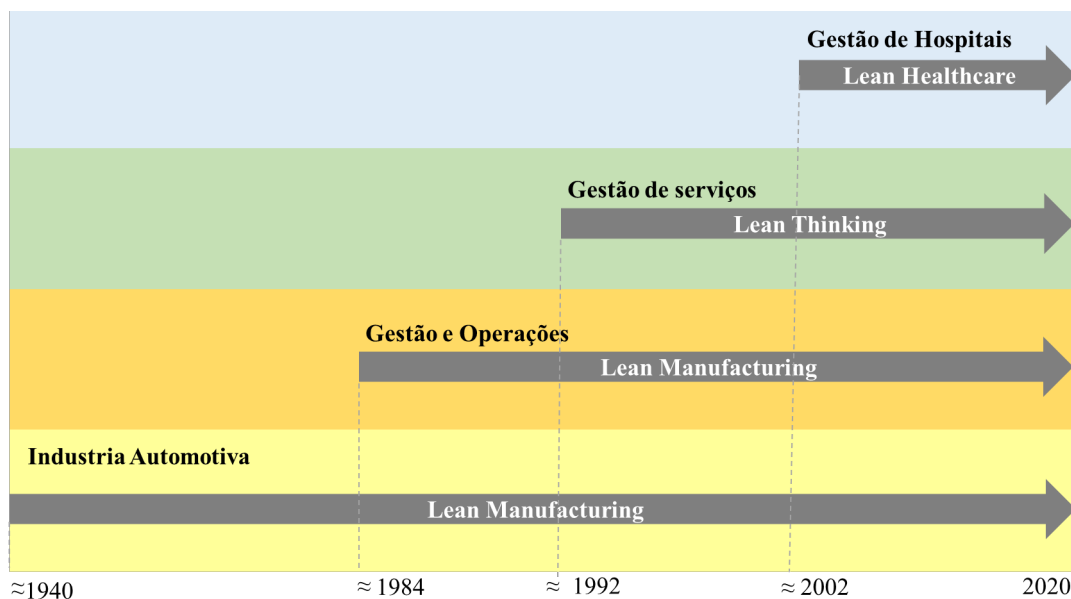 Gestão de Hospitais
Lean Healthcare
Gestão de serviços
Lean Thinking
Gestão e Operações
Lean Manufacturing
Industria Automotiva
Lean Manufacturing
≈1940
≈ 1984
≈ 1992
≈ 2002
2020